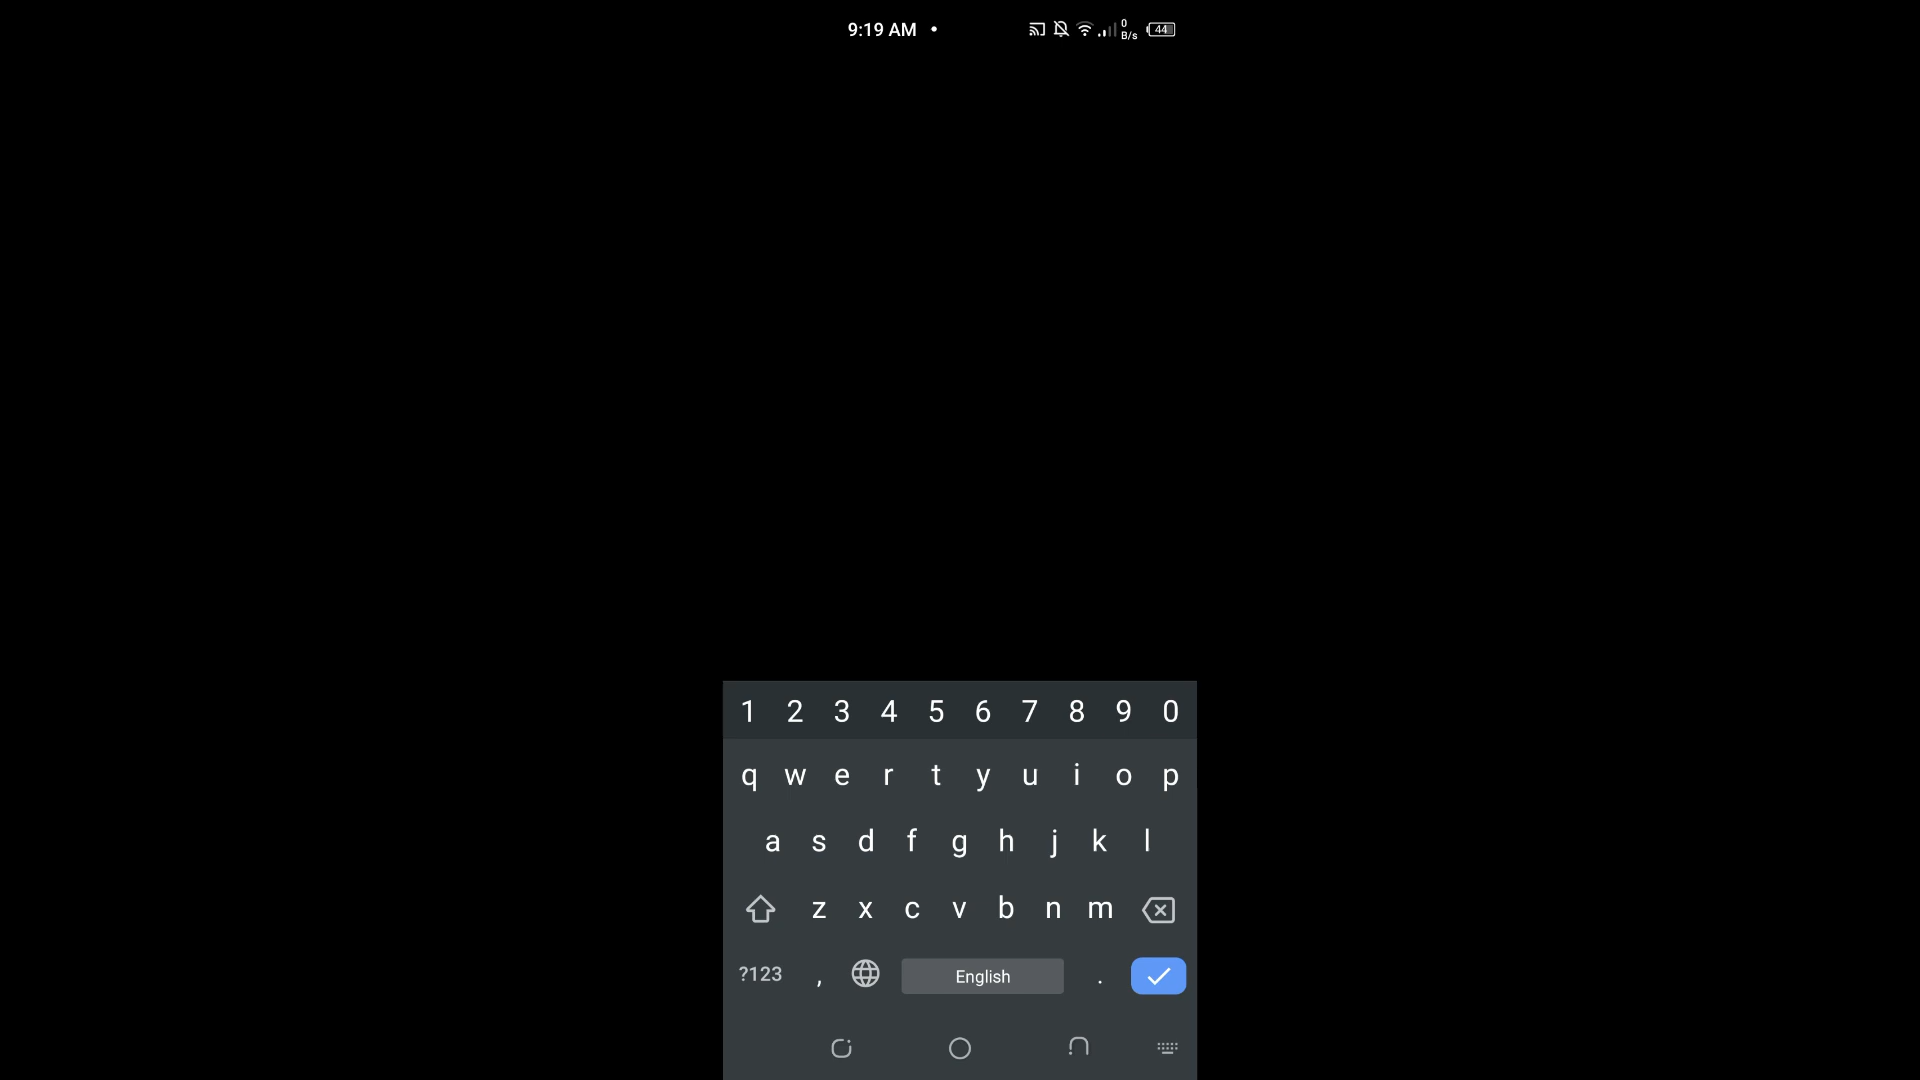 9:19 AM
0
B/s
44
1 2 3 4 5 6 7 8 9 0
q w e r t y u i o p
a s d f g h j k l
z x c v b n m
?123 , English .